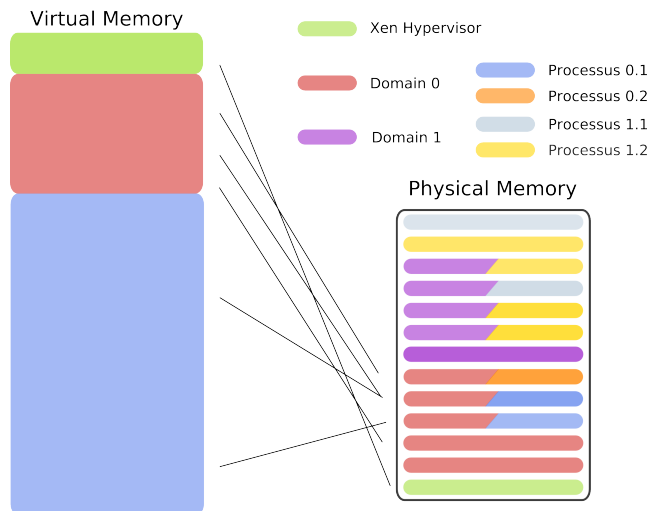 Virtual Memory
Xen Hypervisor
Domain 0
Domain 1
Processus 0.1
Processus 0.2
Processus 1.1
Processus 1.2
Physical Memory